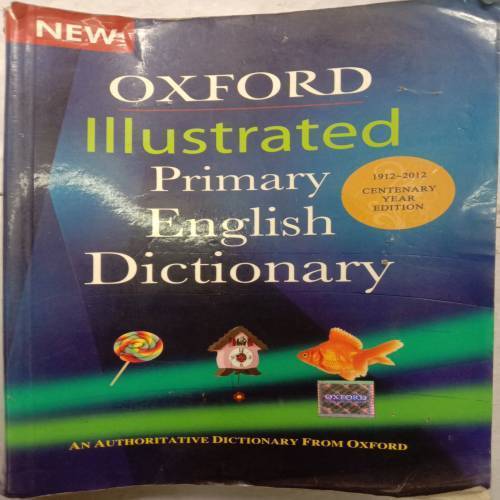 NEW
OXFORD
Illustrated
Primary
English
Dictionary
1912–2012
CENTENARY
YEAR
EDITION
OXFORD
AN AUTHORITATIVE DICTIONARY FROM OXFORD